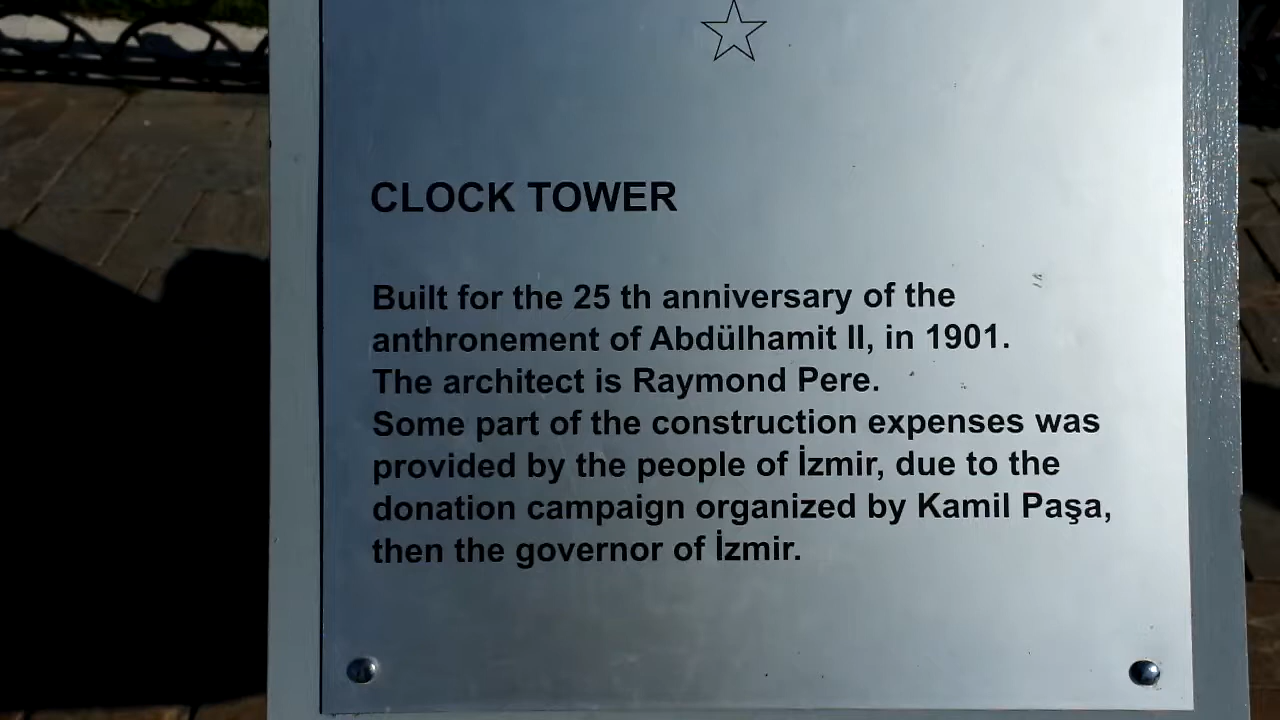 CLOCK TOWER
Built for the 25 th anniversary of the
anthronement of Abdülhamit II, in 1901.
The architect is Raymond Pere.
Some part of the construction expenses was
provided by the people of İzmir, due to the
donation campaign organized by Kamil Paşa,
then the governor of İzmir.